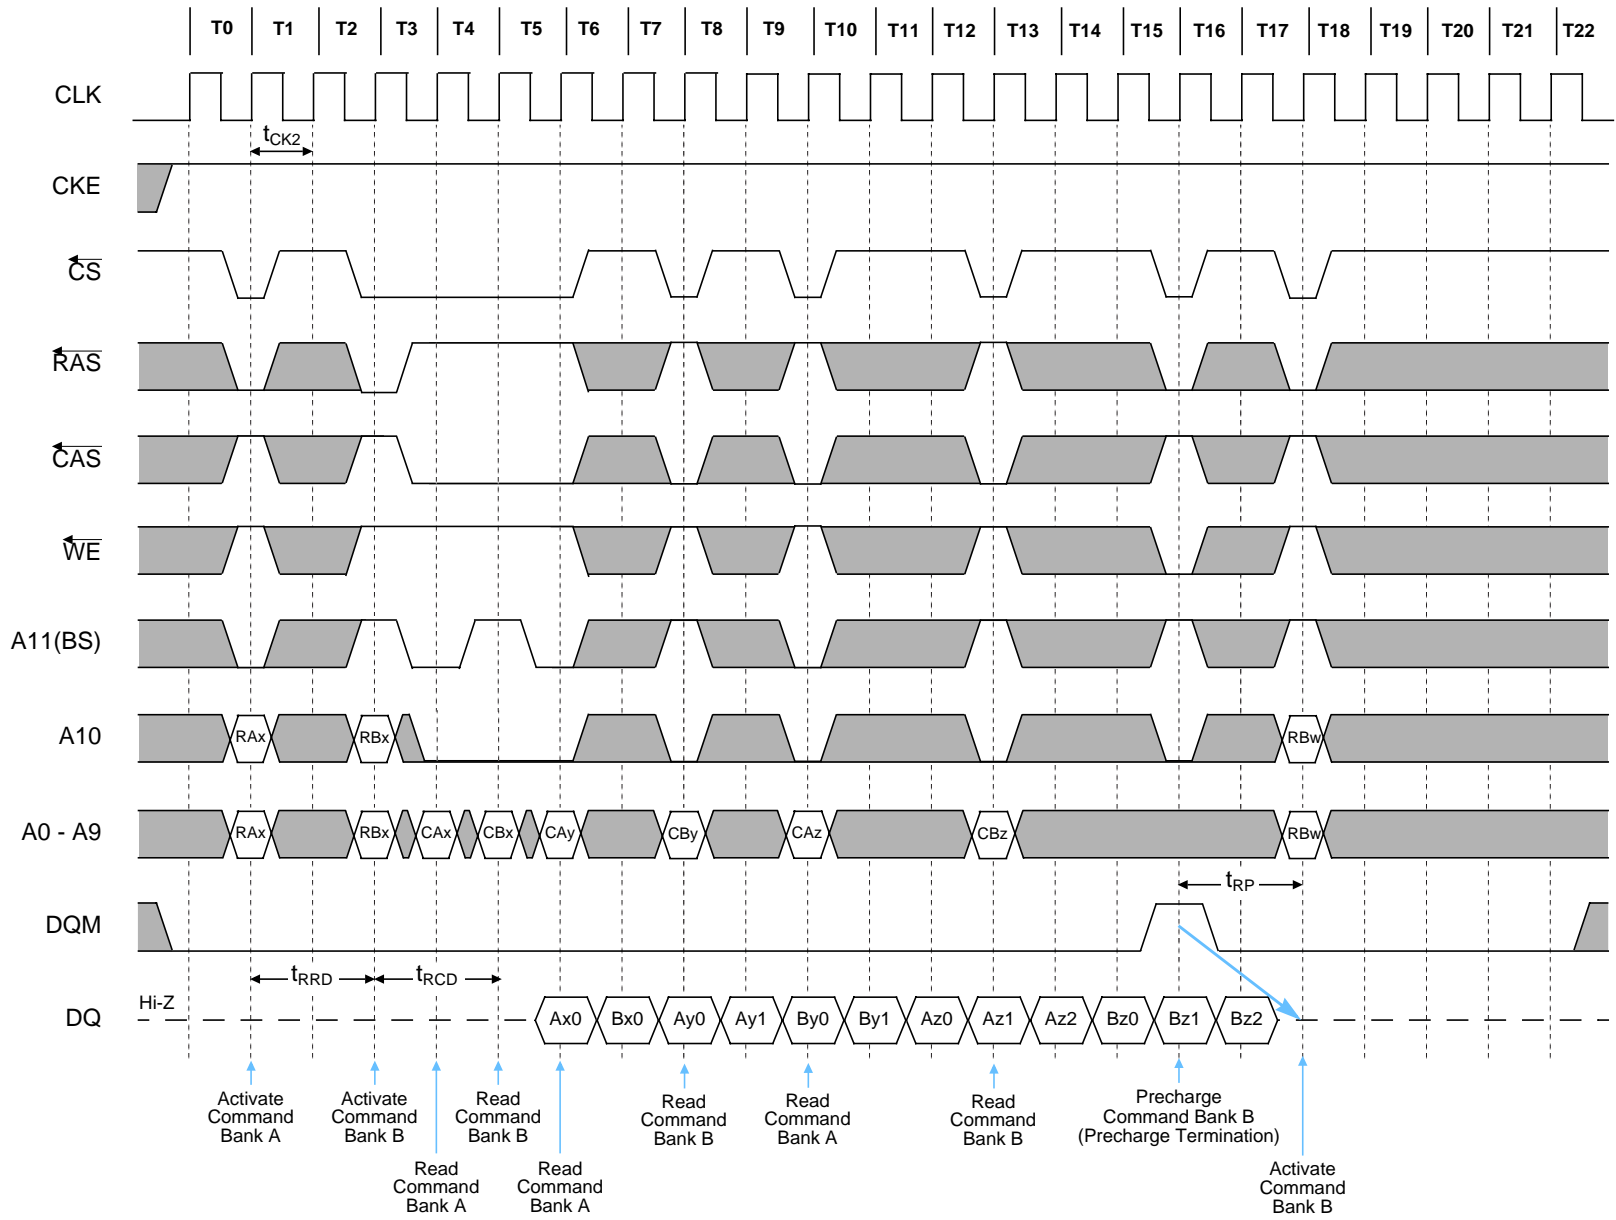 T0 T1 T2 T3 T4 T5 T6 T7 T8 T9 T10 T11 T12 T13 T14 T15 T16 T17 T18 T19 T20 T21 T22
CLK
tCK2
CKE
CS
RAS
CAS
WE
A11(BS)
A10 RAx RBx RBw
A0 - A9 RAx RBx CAx CBx CAy CBy CAz CBz RBw
tRP
DQM
tRRD tRCD
Hi-Z
DQ Ax0 Bx0 Ay0 Ay1 By0 By1 Az0 Az1 Az2 Bz0 Bz1 Bz2
Activate
Command
Bank A
Activate
Command
Bank B
Read
Command
Bank A
Read
Command
Bank B
Read
Command
Bank A
Read
Command
Bank B
Read
Command
Bank A
Read
Command
Bank B
Precharge
Command Bank B
(Precharge Termination)
Activate
Command
Bank B